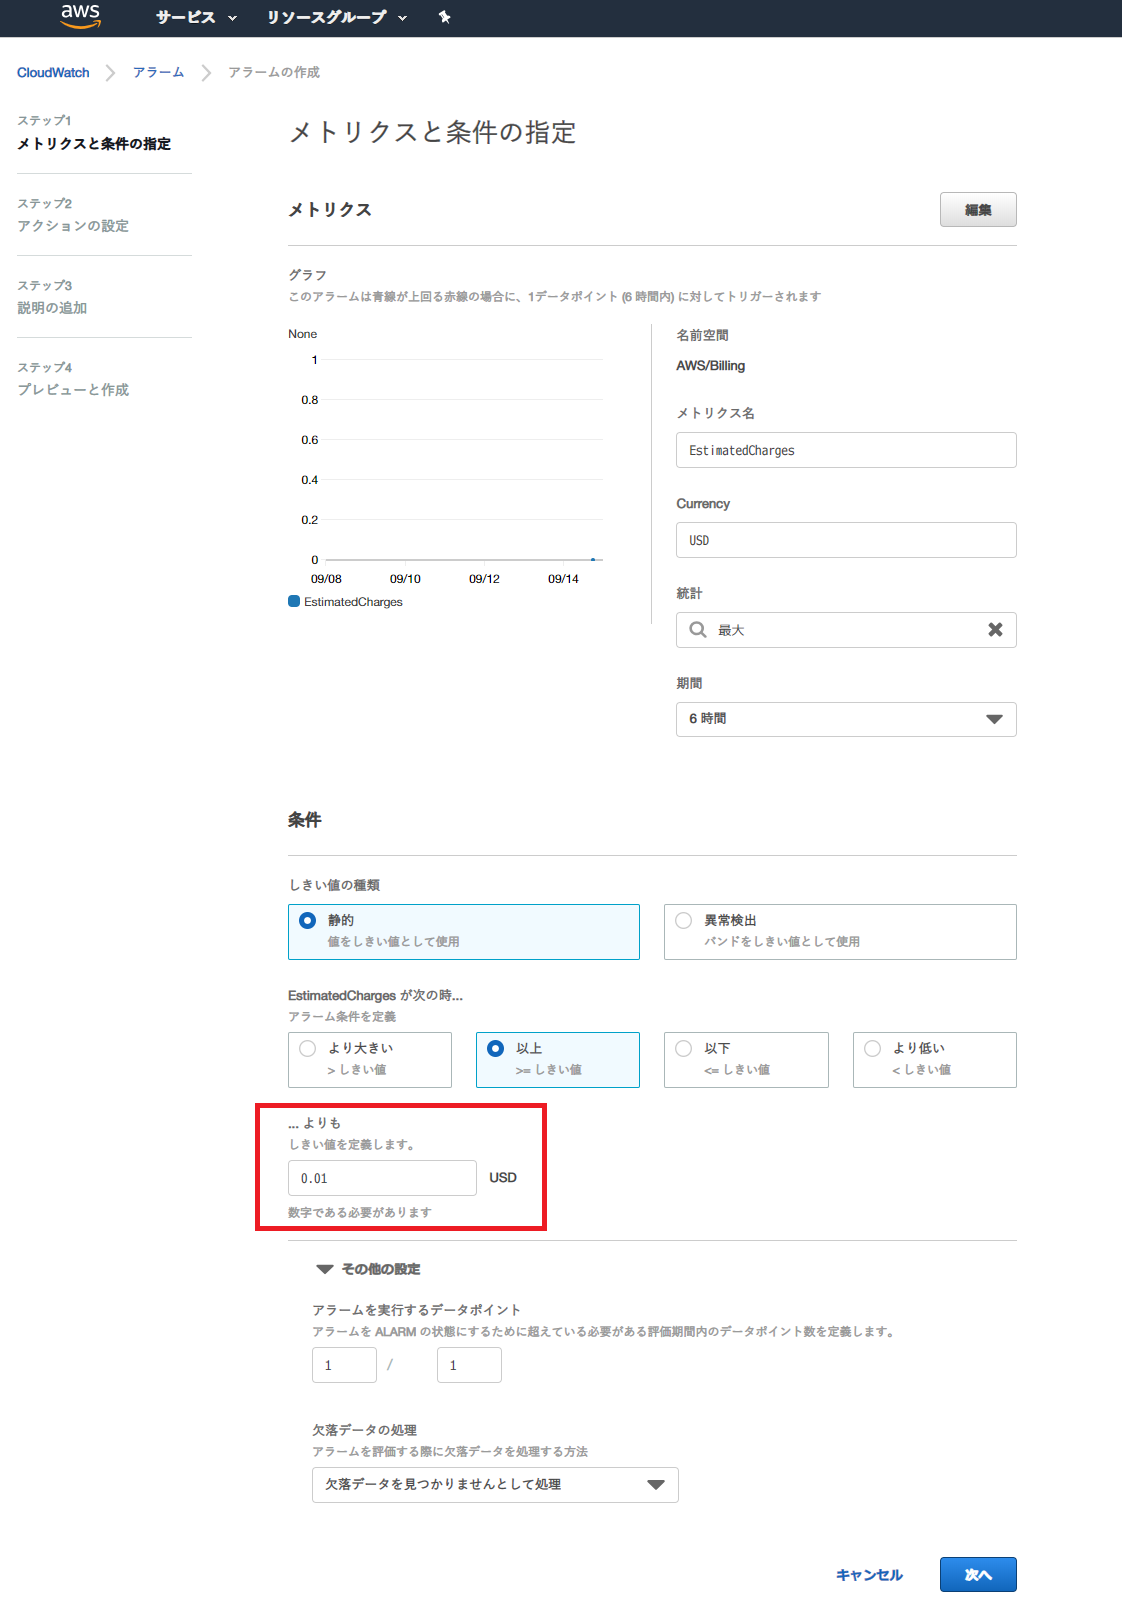 aws サービス リソースグループ
CloudWatch アラーム アラームの作成
ステップ1
メトリクスと条件の指定
ステップ2
アクションの設定
ステップ3
説明の追加
ステップ4
プレビューと作成
メトリクスと条件の指定
メトリクス
編集
グラフ
このアラームは青線が上回る赤線の場合に、1データポイント (6 時間内) に対してトリガーされます
None
1
0.8
0.6
0.4
0.2
0
09/08 09/10 09/12 09/14
EstimatedCharges
名前空間
AWS/Billing
メトリクス名
EstimatedCharges
Currency
USD
統計
最大
期間
6 時間
条件
しきい値の種類
静的
値をしきい値として使用
異常検出
バンドをしきい値として使用
EstimatedCharges が次の時...
アラーム条件を定義
より大きい
> しきい値
以上
>= しきい値
以下
<= しきい値
より低い
< しきい値
... よりも
しきい値を定義します。
0.01 USD
数字である必要があります
その他の設定
アラームを実行するデータポイント
アラームを ALARM の状態にするために超えている必要がある評価期間内のデータポイント数を定義します。
1 / 1
欠落データの処理
アラームを評価する際に欠落データを処理する方法
欠落データを見つかりませんとして処理
キャンセル 次へ